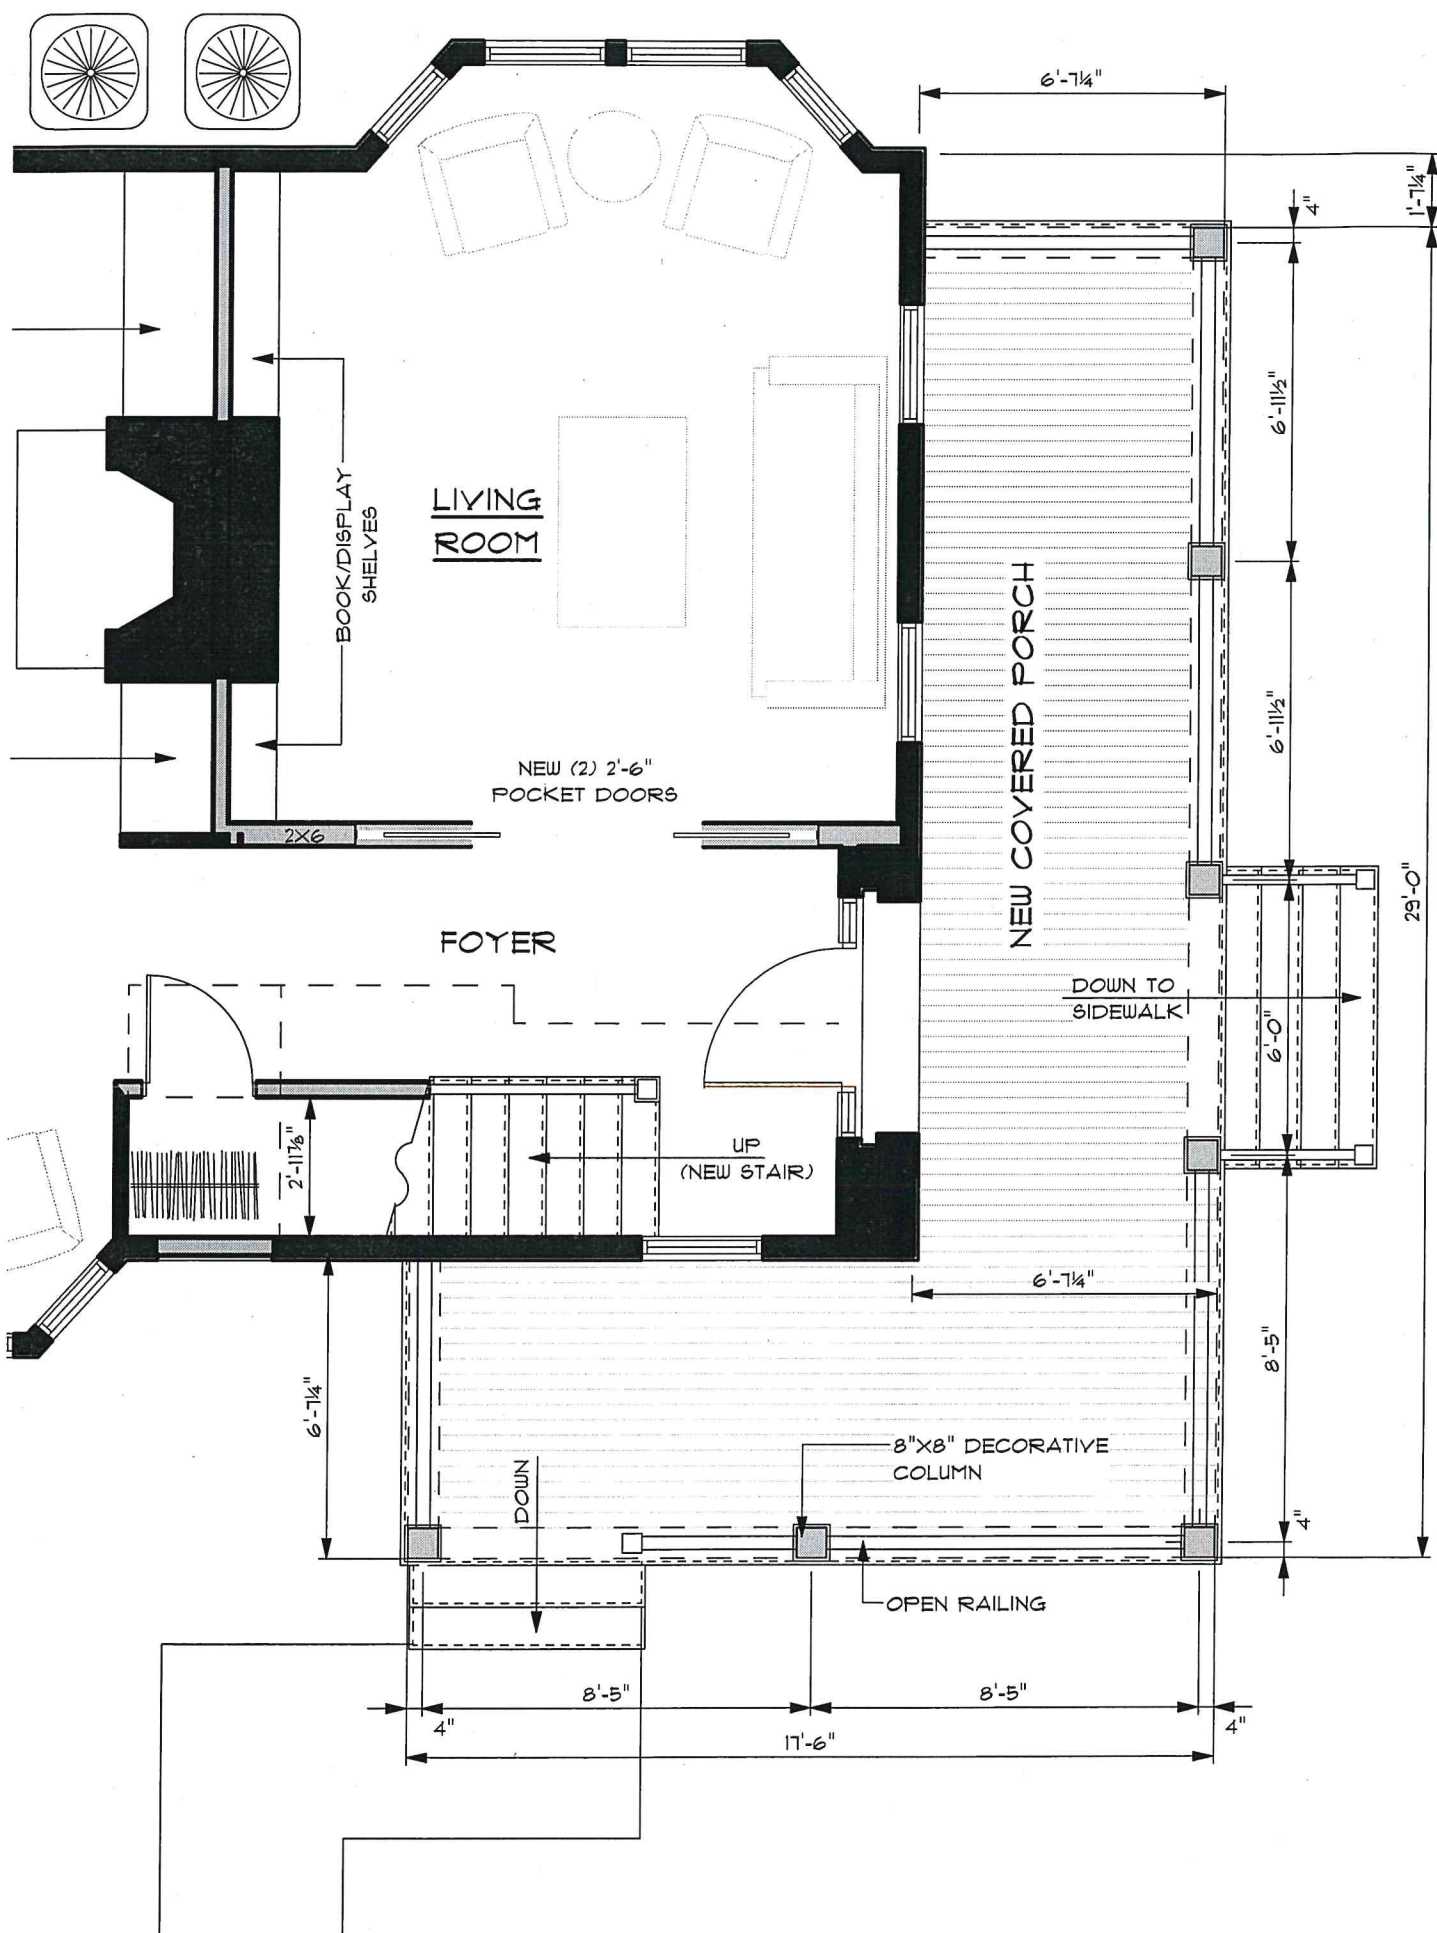 6'-7¼"
1'-7¼"
4"
6'-11½"
LIVING
ROOM
BOOK/DISPLAY
SHELVES
NEW COVERED PORCH
6'-11½"
NEW (2) 2'-6"
POCKET DOORS
2X6
29'-0"
FOYER
DOWN TO
SIDEWALK
6'-0"
2'-11⅞"
UP
(NEW STAIR)
6'-7¼"
8'-5"
6'-7¼"
8"X8" DECORATIVE
COLUMN
DOWN
4"
OPEN RAILING
8'-5"
8'-5"
4"
4"
17'-6"